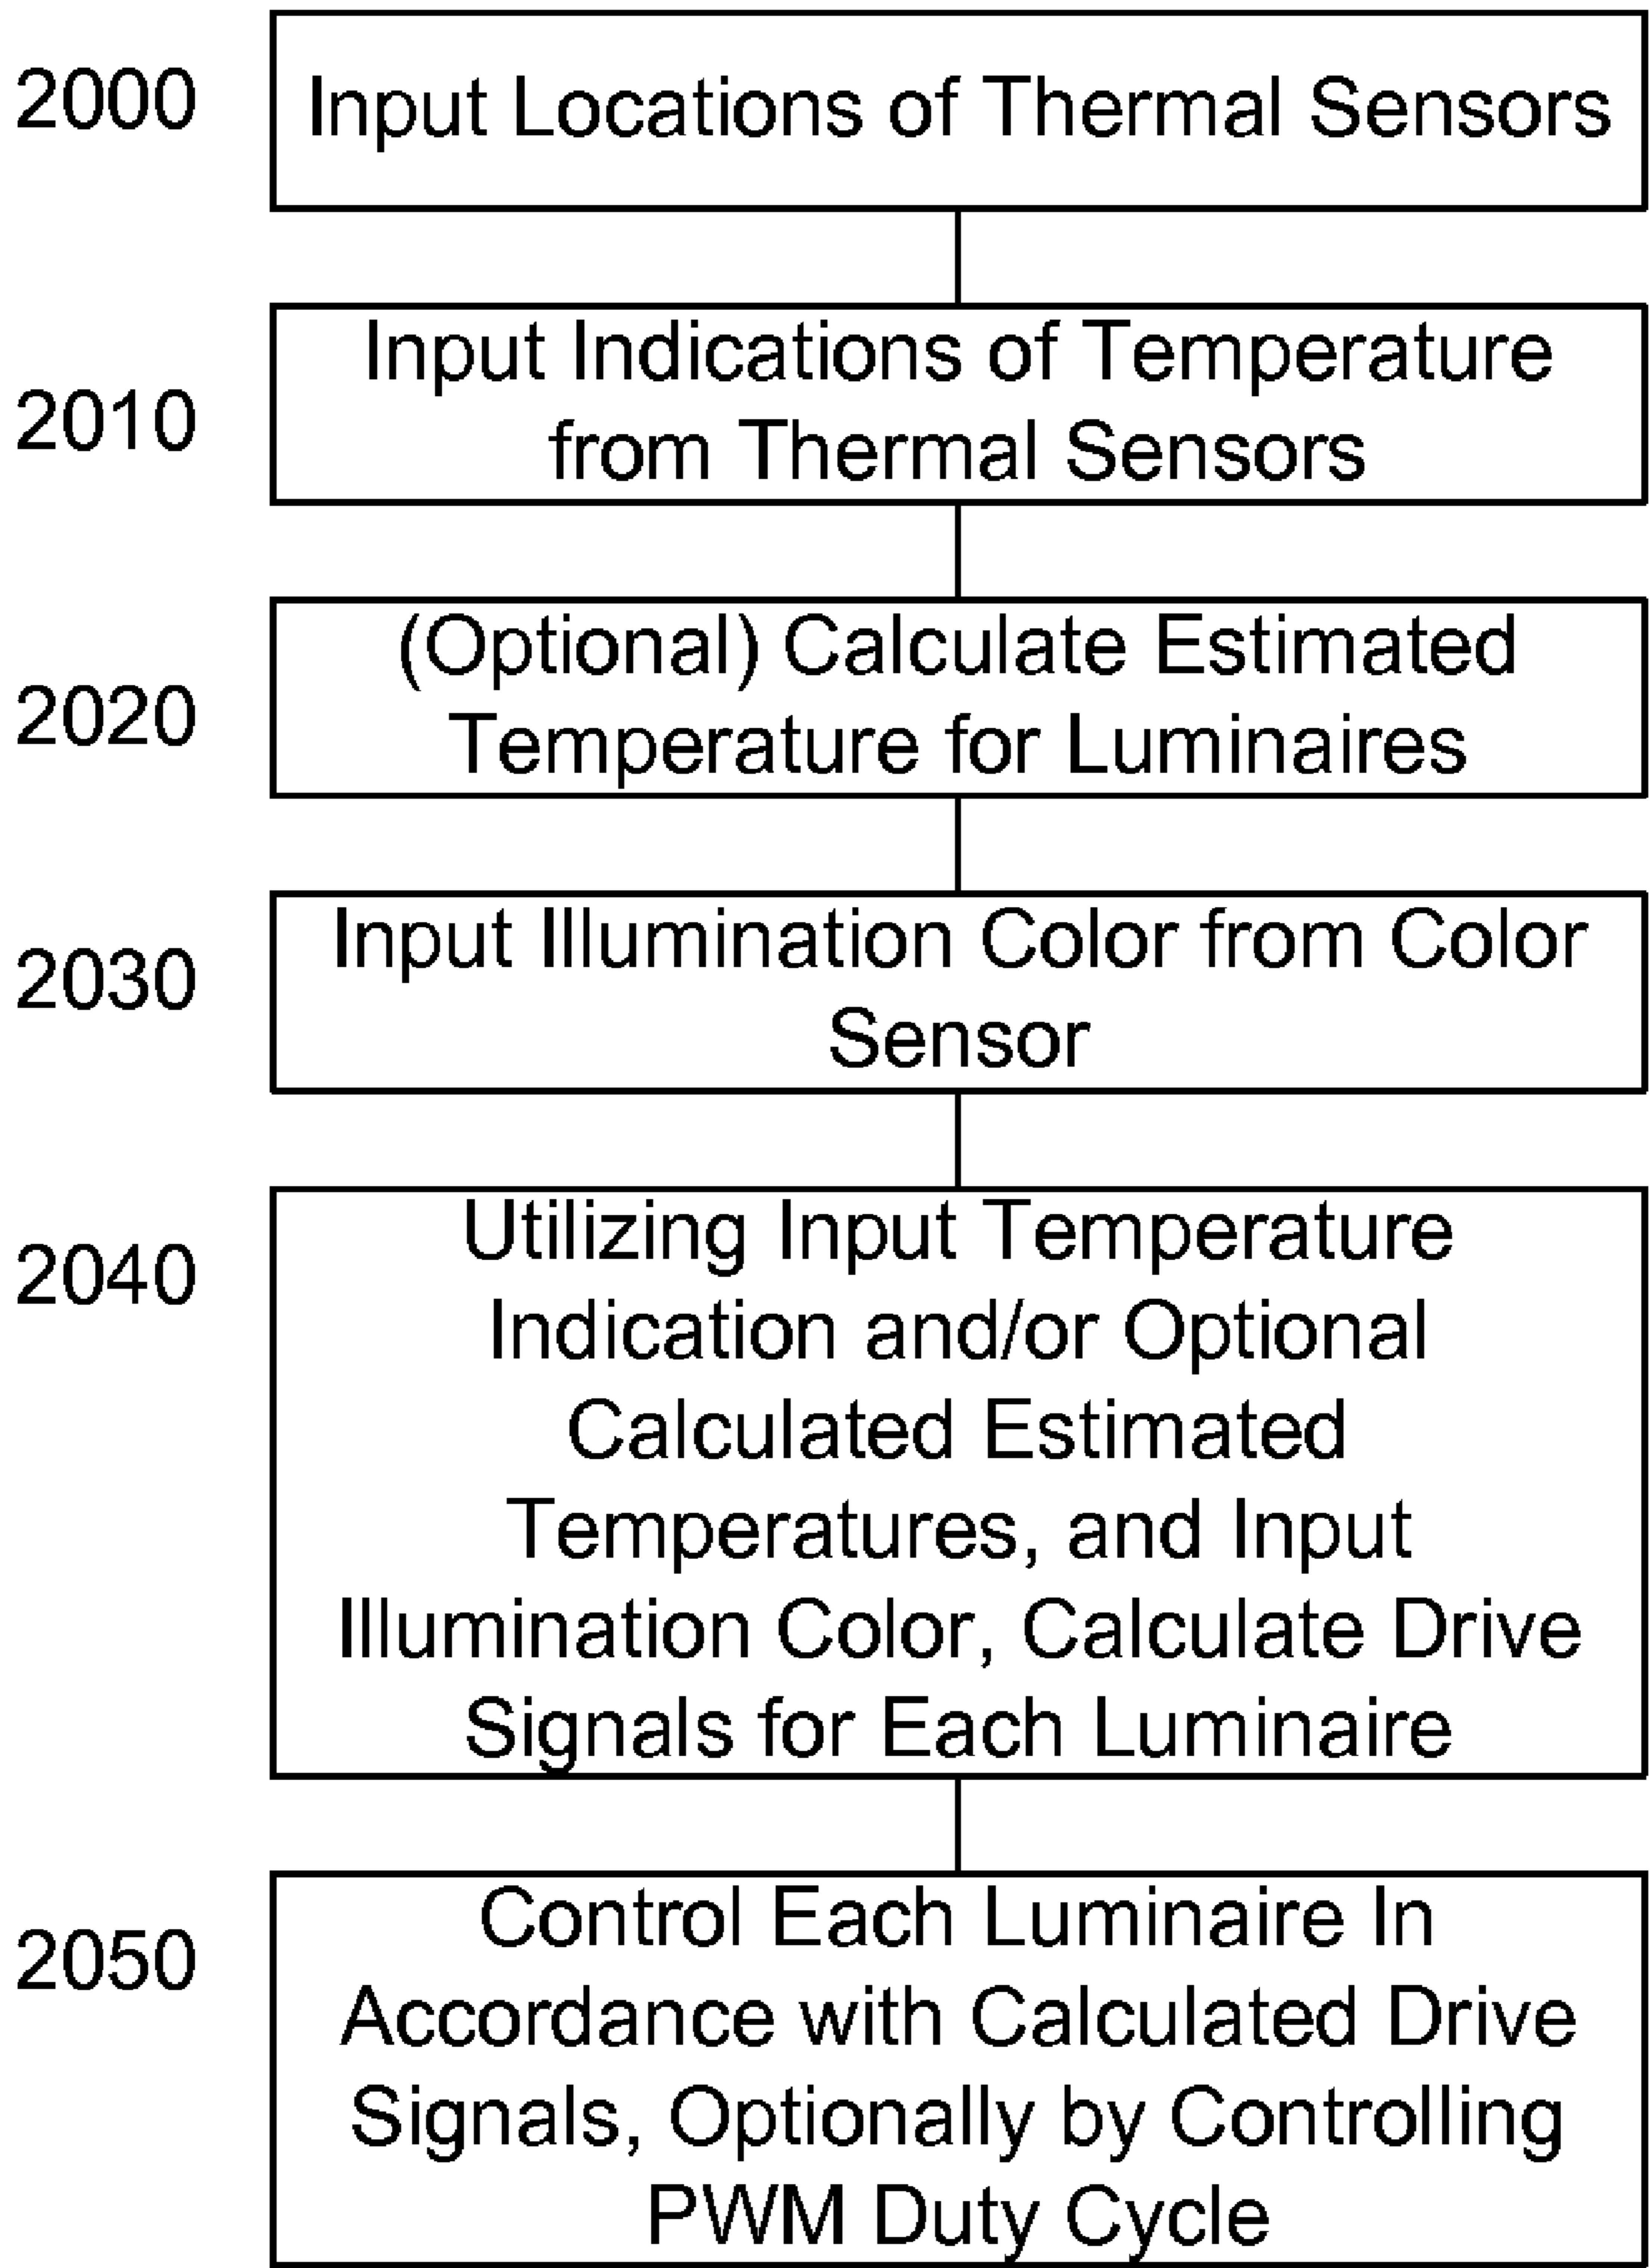 2000
Input Locations of Thermal Sensors
2010
Input Indications of Temperature
from Thermal Sensors
2020
(Optional) Calculate Estimated
Temperature for Luminaires
2030
Input Illumination Color from Color
Sensor
2040
Utilizing Input Temperature
Indication and/or Optional
Calculated Estimated
Temperatures, and Input
Illumination Color, Calculate Drive
Signals for Each Luminaire
2050
Control Each Luminaire In
Accordance with Calculated Drive
Signals, Optionally by Controlling
PWM Duty Cycle